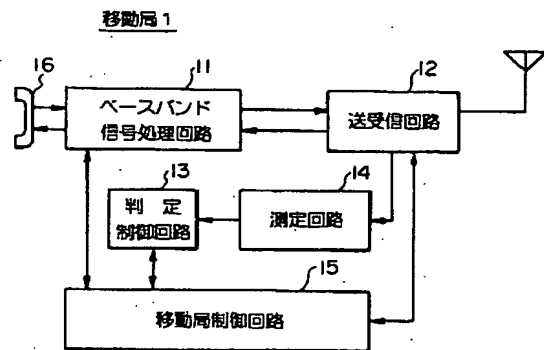 移動局1
16
11
ベースバンド
信号処理回路
12
送受信回路
13
判 定
制御回路
14
測定回路
15
移動局制御回路